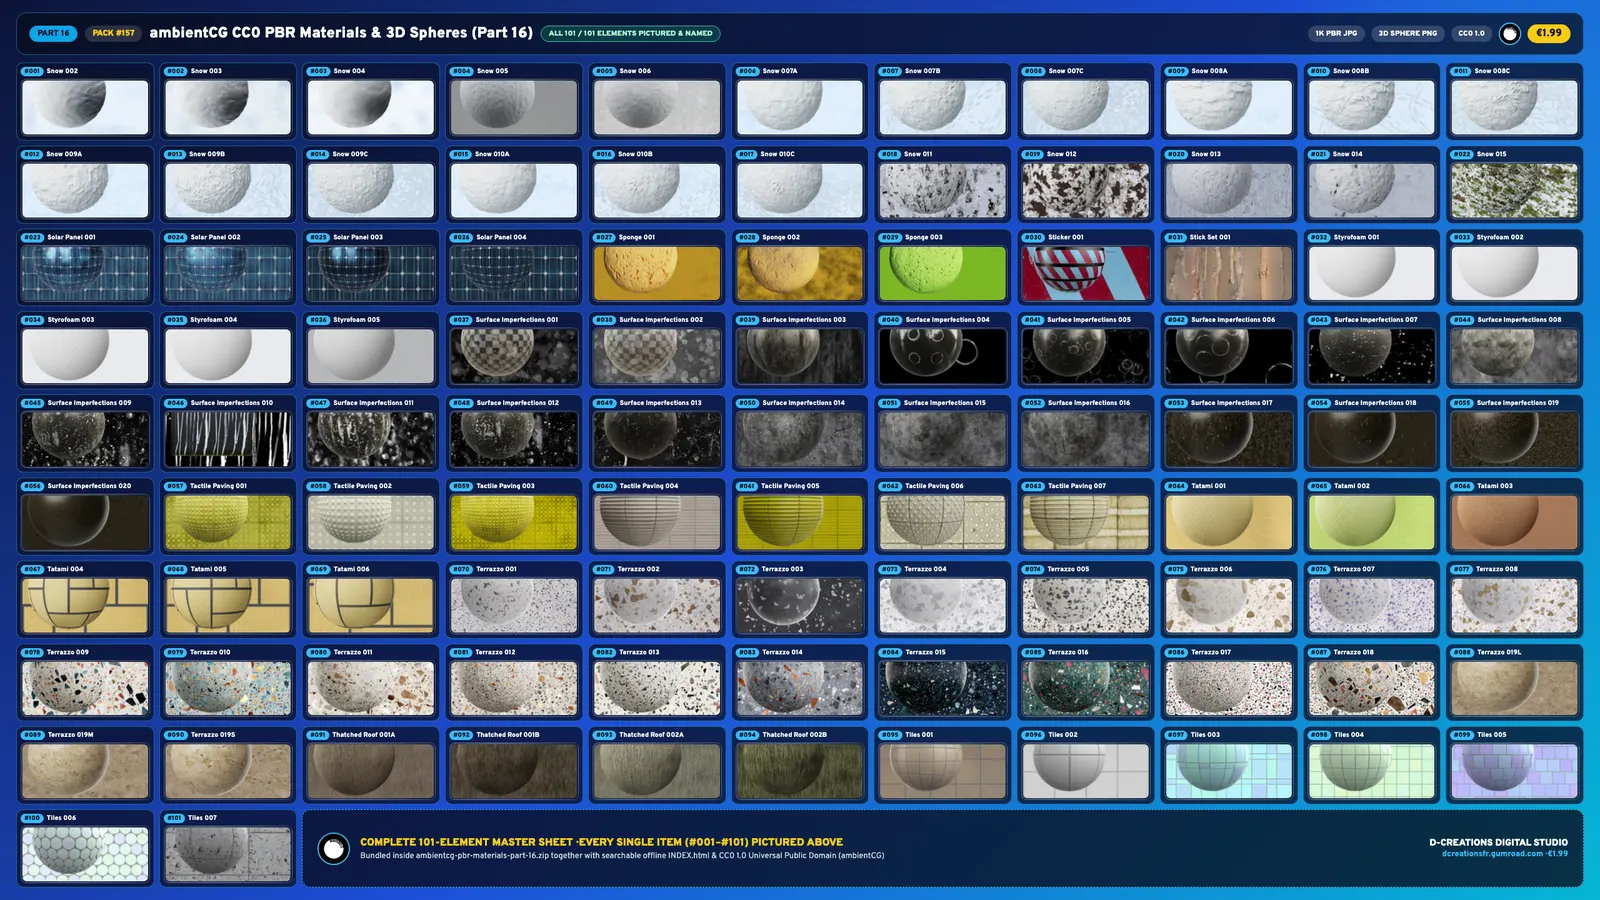 PART 16 PACK #157 ambientCG CC0 PBR Materials & 3D Spheres (Part 16) ALL 101 / 101 ELEMENTS PICTURED & NAMED 1K PBR JPG 3D SPHERE PNG CC0 1.0 €1.99
#001 Snow 002 #002 Snow 003 #003 Snow 004 #004 Snow 005 #005 Snow 006 #006 Snow 007A #007 Snow 007B #008 Snow 007C #009 Snow 008A #010 Snow 008B #011 Snow 008C
#012 Snow 009A #013 Snow 009B #014 Snow 009C #015 Snow 010A #016 Snow 010B #017 Snow 010C #018 Snow 011 #019 Snow 012 #020 Snow 013 #021 Snow 014 #022 Snow 015
#023 Solar Panel 001 #024 Solar Panel 002 #025 Solar Panel 003 #026 Solar Panel 004 #027 Sponge 001 #028 Sponge 002 #029 Sponge 003 #030 Sticker 001 #031 Stick Set 001 #032 Styrofoam 001 #033 Styrofoam 002
#034 Styrofoam 003 #035 Styrofoam 004 #036 Styrofoam 005 #037 Surface Imperfections 001 #038 Surface Imperfections 002 #039 Surface Imperfections 003 #040 Surface Imperfections 004 #041 Surface Imperfections 005 #042 Surface Imperfections 006 #043 Surface Imperfections 007 #044 Surface Imperfections 008
#045 Surface Imperfections 009 #046 Surface Imperfections 010 #047 Surface Imperfections 011 #048 Surface Imperfections 012 #049 Surface Imperfections 013 #050 Surface Imperfections 014 #051 Surface Imperfections 015 #052 Surface Imperfections 016 #053 Surface Imperfections 017 #054 Surface Imperfections 018 #055 Surface Imperfections 019
#056 Surface Imperfections 020 #057 Tactile Paving 001 #058 Tactile Paving 002 #059 Tactile Paving 003 #060 Tactile Paving 004 #061 Tactile Paving 005 #062 Tactile Paving 006 #063 Tactile Paving 007 #064 Tatami 001 #065 Tatami 002 #066 Tatami 003
#067 Tatami 004 #068 Tatami 005 #069 Tatami 006 #070 Terrazzo 001 #071 Terrazzo 002 #072 Terrazzo 003 #073 Terrazzo 004 #074 Terrazzo 005 #075 Terrazzo 006 #076 Terrazzo 007 #077 Terrazzo 008
#078 Terrazzo 009 #079 Terrazzo 010 #080 Terrazzo 011 #081 Terrazzo 012 #082 Terrazzo 013 #083 Terrazzo 014 #084 Terrazzo 015 #085 Terrazzo 016 #086 Terrazzo 017 #087 Terrazzo 018 #088 Terrazzo 019L
#089 Terrazzo 019M #090 Terrazzo 019S #091 Thatched Roof 001A #092 Thatched Roof 001B #093 Thatched Roof 002A #094 Thatched Roof 002B #095 Tiles 001 #096 Tiles 002 #097 Tiles 003 #098 Tiles 004 #099 Tiles 005
#100 Tiles 006 #101 Tiles 007
COMPLETE 101-ELEMENT MASTER SHEET · EVERY SINGLE ITEM (#001–#101) PICTURED ABOVE
Bundled inside ambientcg-pbr-materials-part-16.zip together with searchable offline INDEX.html & CC0 1.0 Universal Public Domain (ambientCG)
D-CREATIONS DIGITAL STUDIO
dcreationsfr.gumroad.com · €1.99